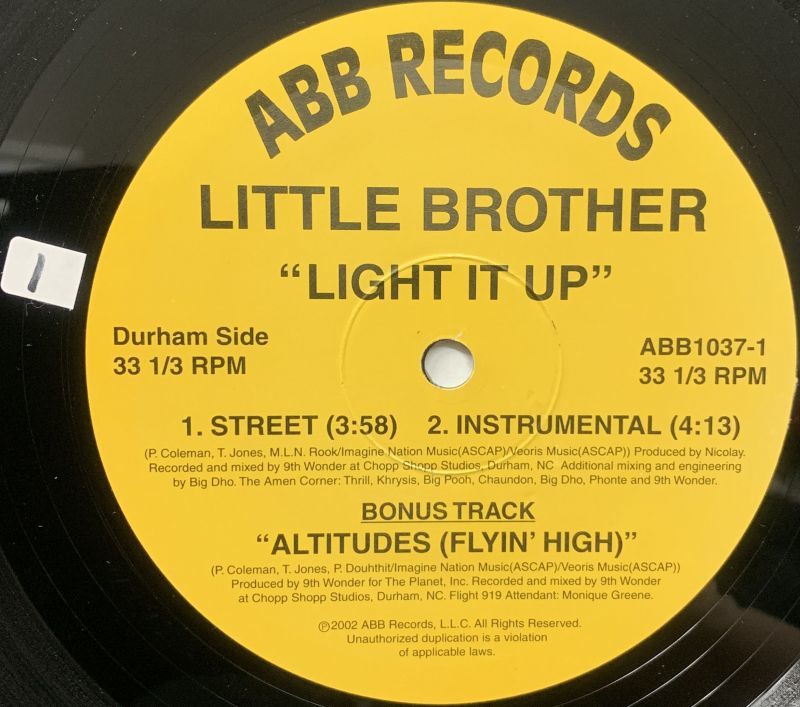 ABB RECORDS
LITTLE BROTHER
"LIGHT IT UP"
1
Durham Side
33 1/3 RPM
ABB1037-1
33 1/3 RPM
1. STREET (3:58) 2. INSTRUMENTAL (4:13)
(P. Coleman, T. Jones, M.L.N. Rook/Imagine Nation Music(ASCAP)/Veoris Music(ASCAP)) Produced by Nicolay.
Recorded and mixed by 9th Wonder at Chopp Shopp Studios, Durham, NC Additional mixing and engineering
by Big Dho. The Amen Corner: Thrill, Khrysis, Big Pooh, Chaundon, Big Dho, Phonte and 9th Wonder.
BONUS TRACK
"ALTITUDES (FLYIN' HIGH)"
(P. Coleman, T. Jones, P. Douhthit/Imagine Nation Music(ASCAP)/Veoris Music(ASCAP))
Produced by 9th Wonder for The Planet, Inc. Recorded and mixed by 9th Wonder
at Chopp Shopp Studios, Durham, NC. Flight 919 Attendant: Monique Greene.
℗2002 ABB Records, L.L.C. All Rights Reserved.
Unauthorized duplication is a violation
of applicable laws.